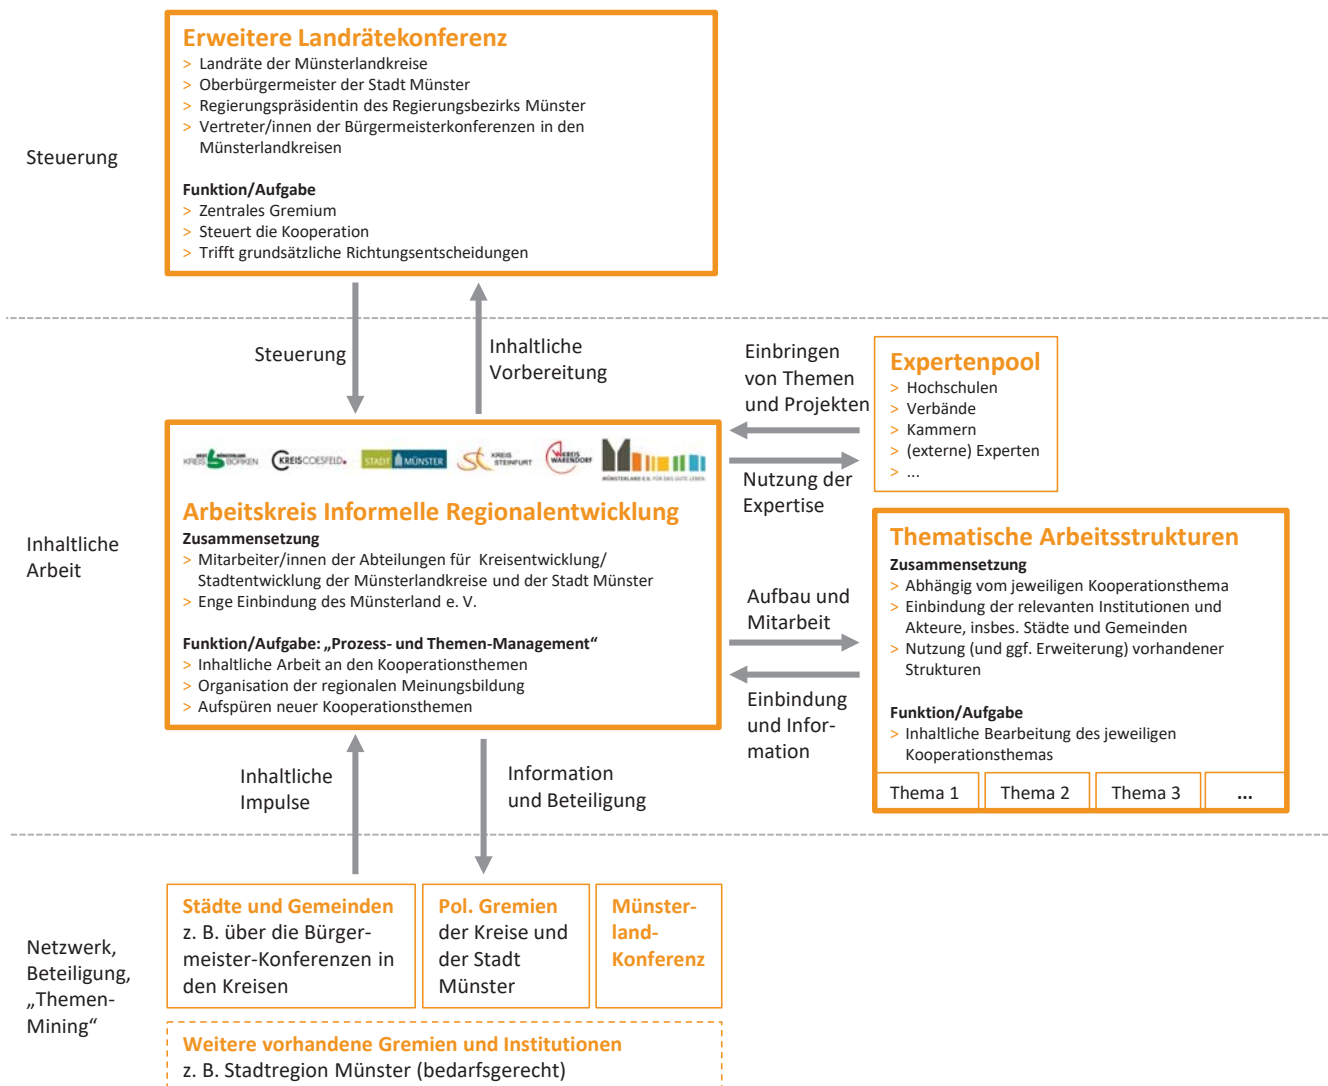 Erweitere Landrätekonferenz
> Landräte der Münsterlandkreise
> Oberbürgermeister der Stadt Münster
> Regierungspräsidentin des Regierungsbezirks Münster
> Vertreter/innen der Bürgermeisterkonferenzen in den
Münsterlandkreisen
Steuerung
Funktion/Aufgabe
> Zentrales Gremium
> Steuert die Kooperation
> Trifft grundsätzliche Richtungsentscheidungen
Steuerung
Inhaltliche
Vorbereitung
Einbringen
von Themen
und Projekten
Expertenpool
> Hochschulen
> Verbände
> Kammern
> (externe) Experten
> ...
Nutzung der
Expertise
KREIS BORKEN
KREIS COESFELD
STADT MÜNSTER
KREIS
STEINFURT
KREIS
WARENDORF
MÜNSTERLAND E.V. FÜR DAS GUTE LEBEN.
Inhaltliche
Arbeit
Arbeitskreis Informelle Regionalentwicklung
Zusammensetzung
> Mitarbeiter/innen der Abteilungen für Kreisentwicklung/
Stadtentwicklung der Münsterlandkreise und der Stadt Münster
> Enge Einbindung des Münsterland e. V.
Funktion/Aufgabe: „Prozess- und Themen-Management“
> Inhaltliche Arbeit an den Kooperationsthemen
> Organisation der regionalen Meinungsbildung
> Aufspüren neuer Kooperationsthemen
Aufbau und
Mitarbeit
Einbindung
und Infor-
mation
Thematische Arbeitsstrukturen
Zusammensetzung
> Abhängig vom jeweiligen Kooperationsthema
> Einbindung der relevanten Institutionen und
Akteure, insbes. Städte und Gemeinden
> Nutzung (und ggf. Erweiterung) vorhandener
Strukturen
Funktion/Aufgabe
> Inhaltliche Bearbeitung des jeweiligen
Kooperationsthemas
Thema 1
Thema 2
Thema 3
...
Inhaltliche
Impulse
Information
und Beteiligung
Netzwerk,
Beteiligung,
„Themen-
Mining“
Städte und Gemeinden
z. B. über die Bürger-
meister-Konferenzen in
den Kreisen
Pol. Gremien
der Kreise und
der Stadt
Münster
Münster-
land-
Konferenz
Weitere vorhandene Gremien und Institutionen
z. B. Stadtregion Münster (bedarfsgerecht)